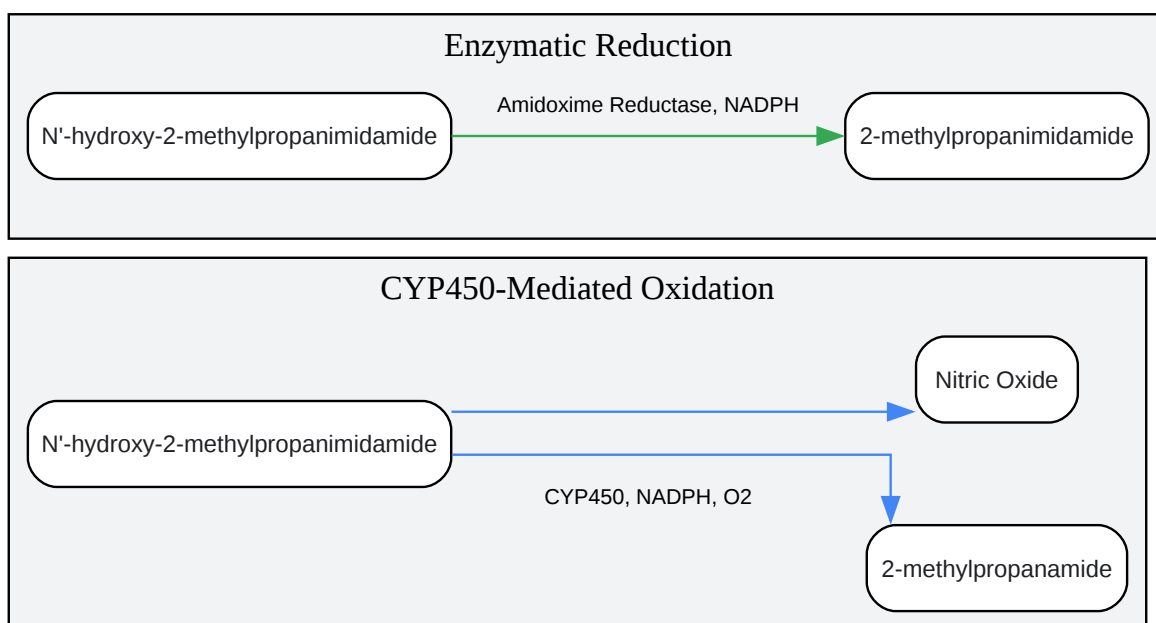 Enzymatic Reduction
Amidoxime Reductase, NADPH
N'-hydroxy-2-methylpropanimidamide
2-methylpropanimidamide
CYP450-Mediated Oxidation
Nitric Oxide
N'-hydroxy-2-methylpropanimidamide
CYP450, NADPH, O2
2-methylpropanamide